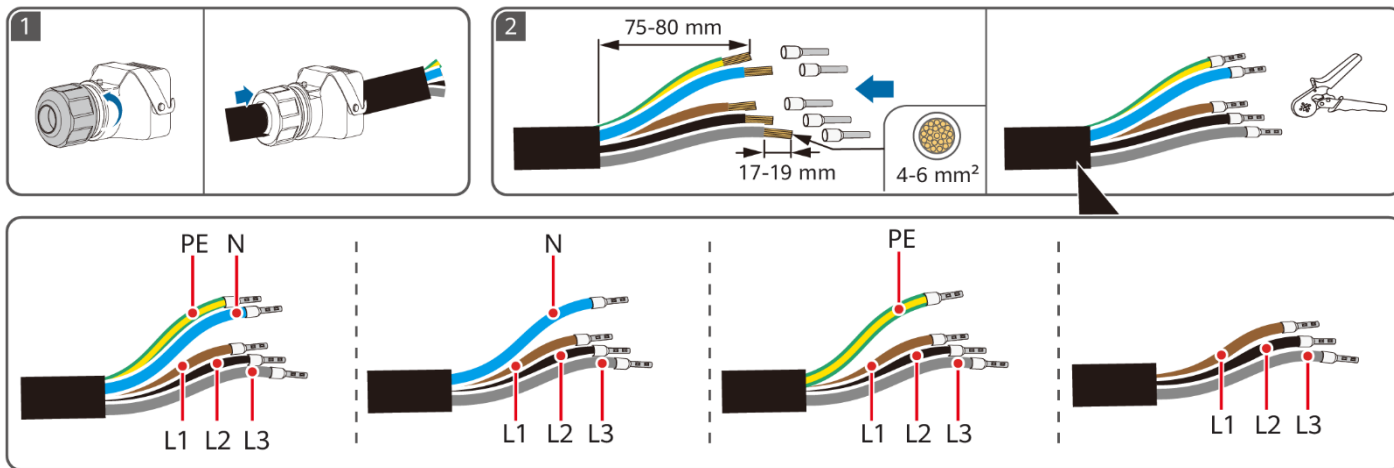 1
2
75-80 mm
17-19 mm
4-6 mm²
PE N
L1 L2 L3
N
L1 L2 L3
PE
L1 L2 L3
L1 L2 L3